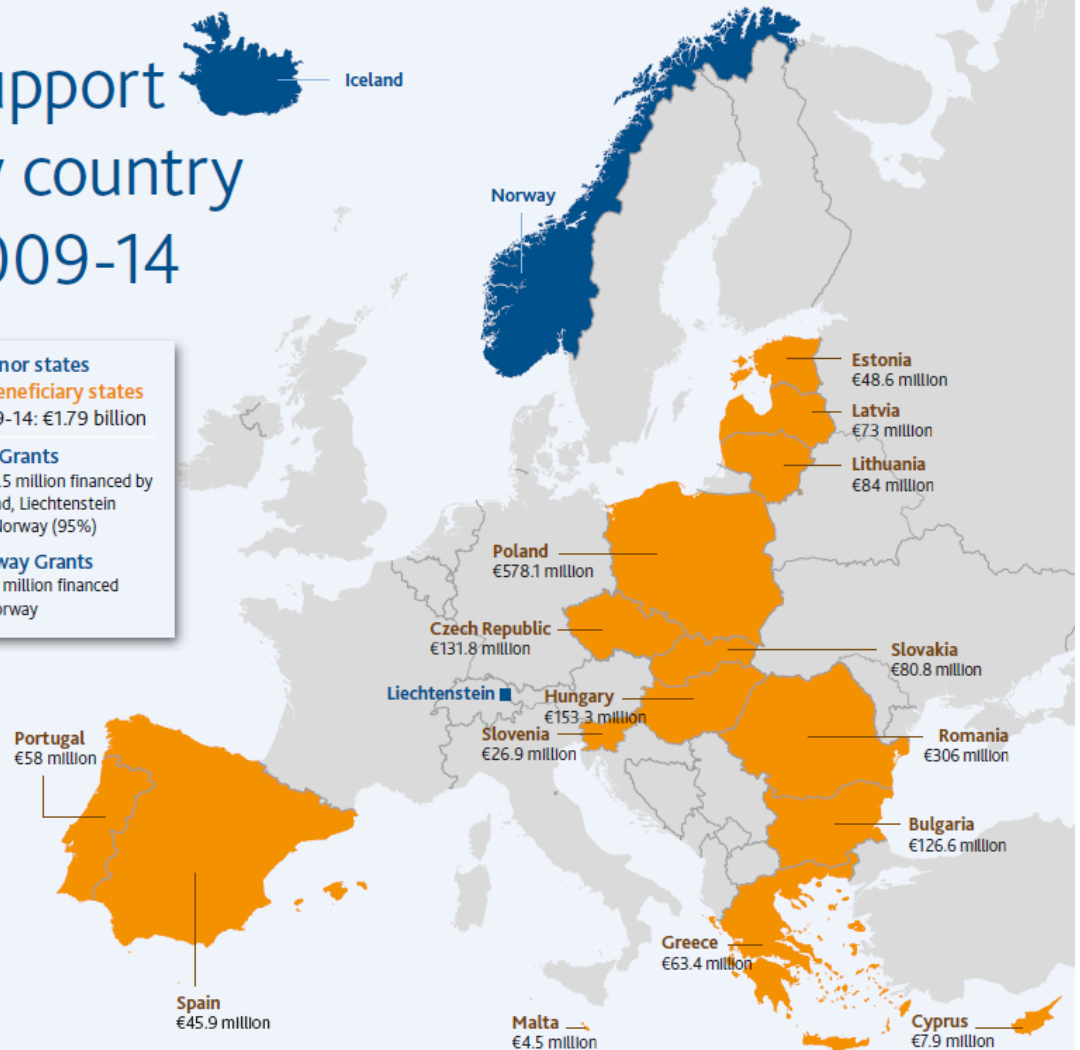 upport
y country
009-14
nor states
eneficiary states
9-14: €1.79 billion
Grants
.5 million financed by
d, Liechtenstein
Norway (95%)
way Grants
million financed
orway
Iceland
Norway
Estonia
€48.6 million
Latvia
€73 million
Lithuania
€84 million
Poland
€578.1 million
Czech Republic
€131.8 million
Slovakia
€80.8 million
Liechtenstein
Hungary
€153.3 million
Slovenia
€26.9 million
Romania
€306 million
Portugal
€58 million
Bulgaria
€126.6 million
Greece
€63.4 million
Spain
€45.9 million
Malta
€4.5 million
Cyprus
€7.9 million